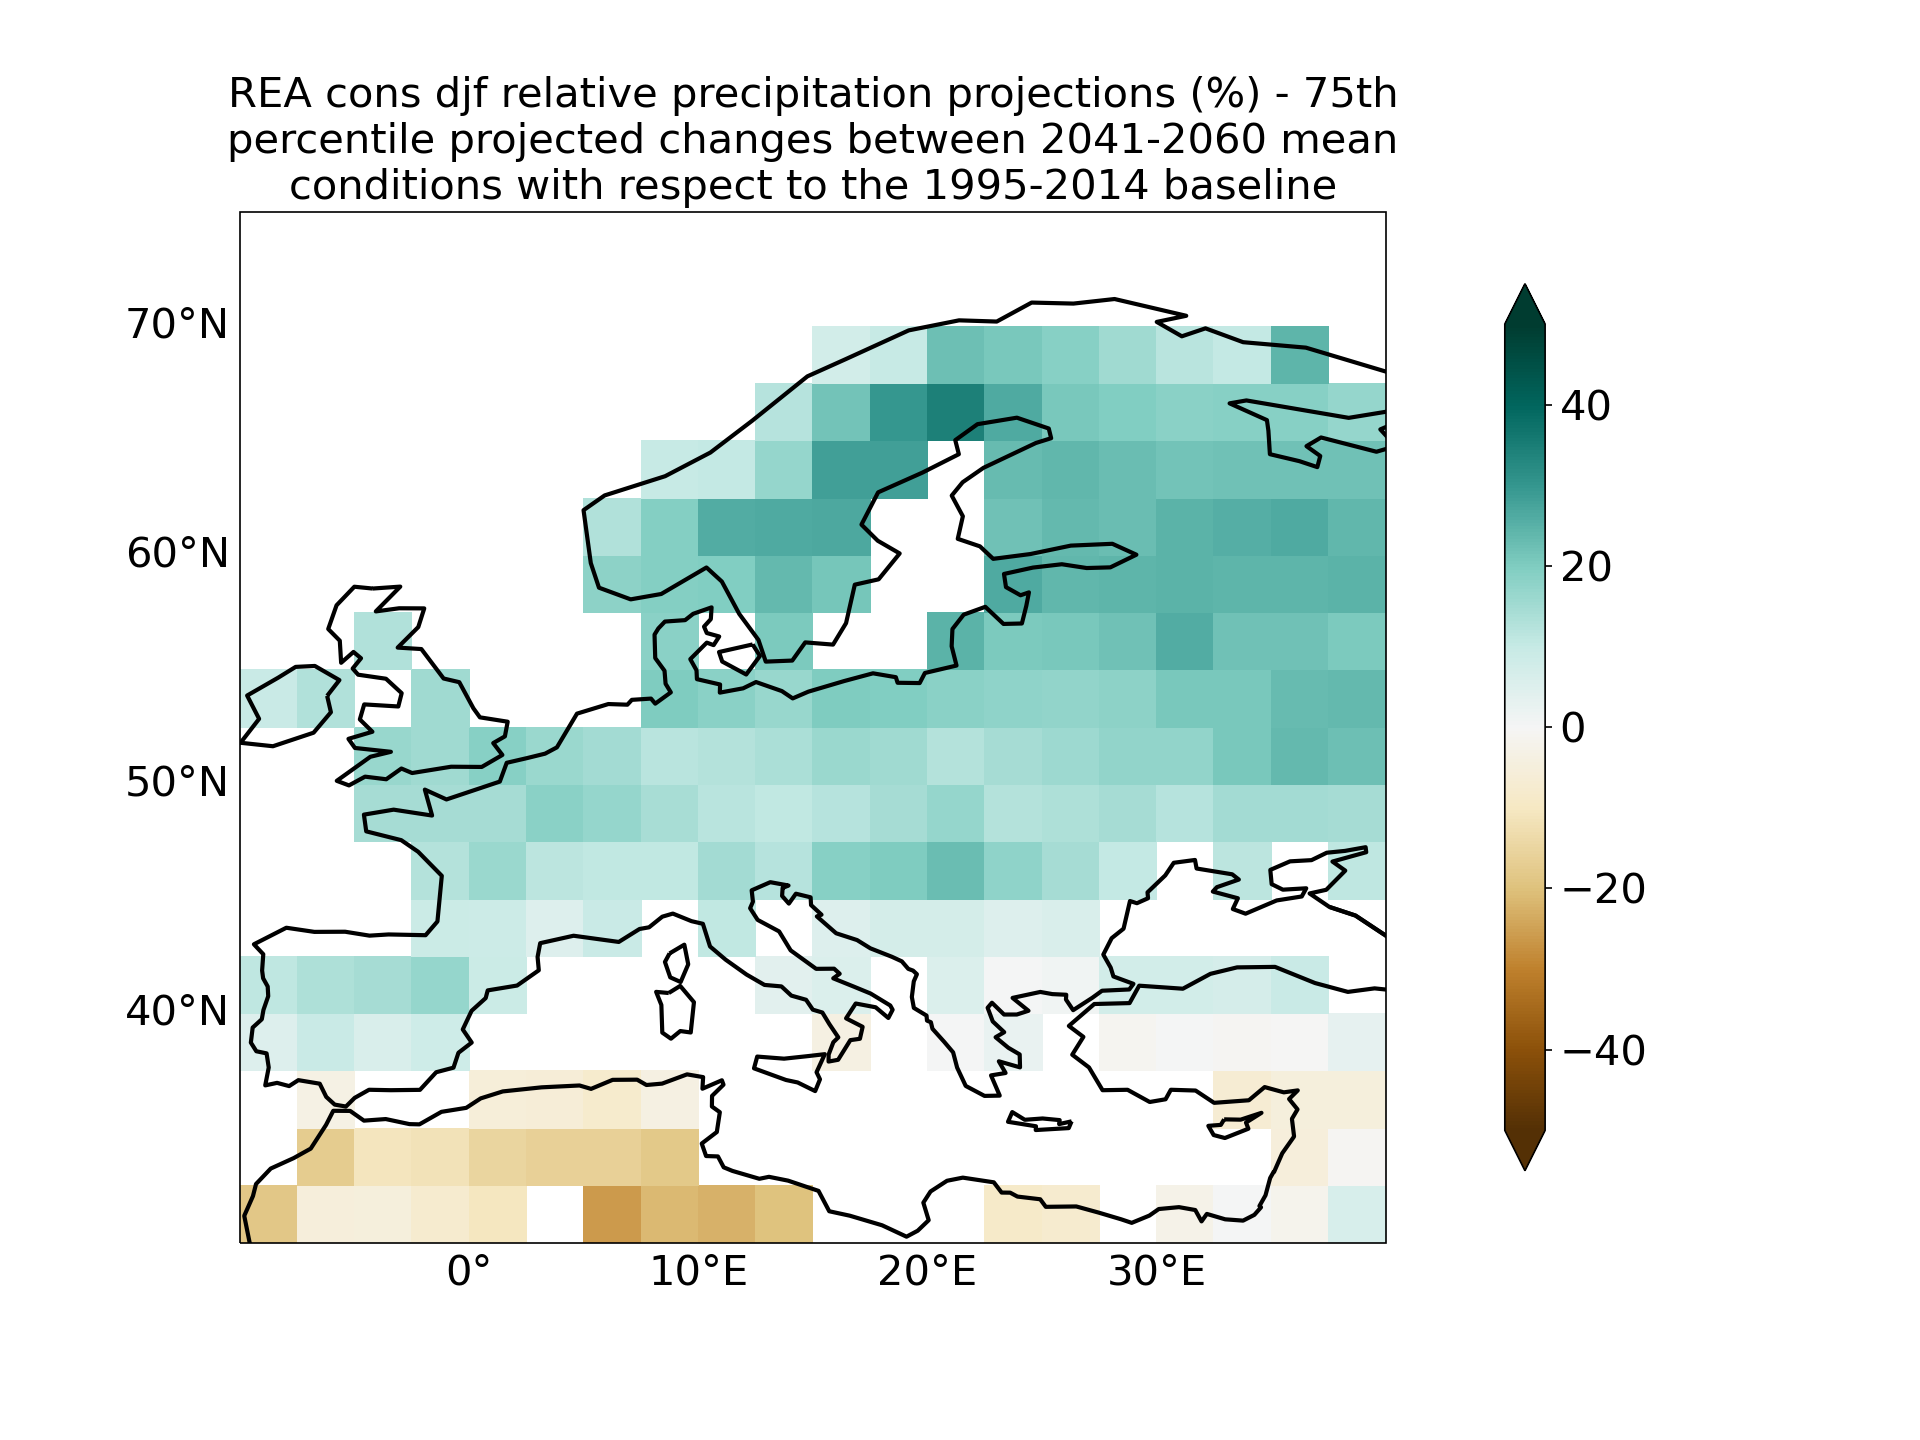 REA cons djf relative precipitation projections (%) - 75th
percentile projected changes between 2041-2060 mean
conditions with respect to the 1995-2014 baseline
70°N
60°N
50°N
40°N
0°
10°E
20°E
30°E
40
20
0
−20
−40